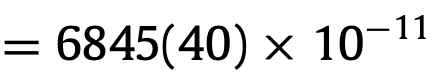 = 6845(40) × 10⁻¹¹